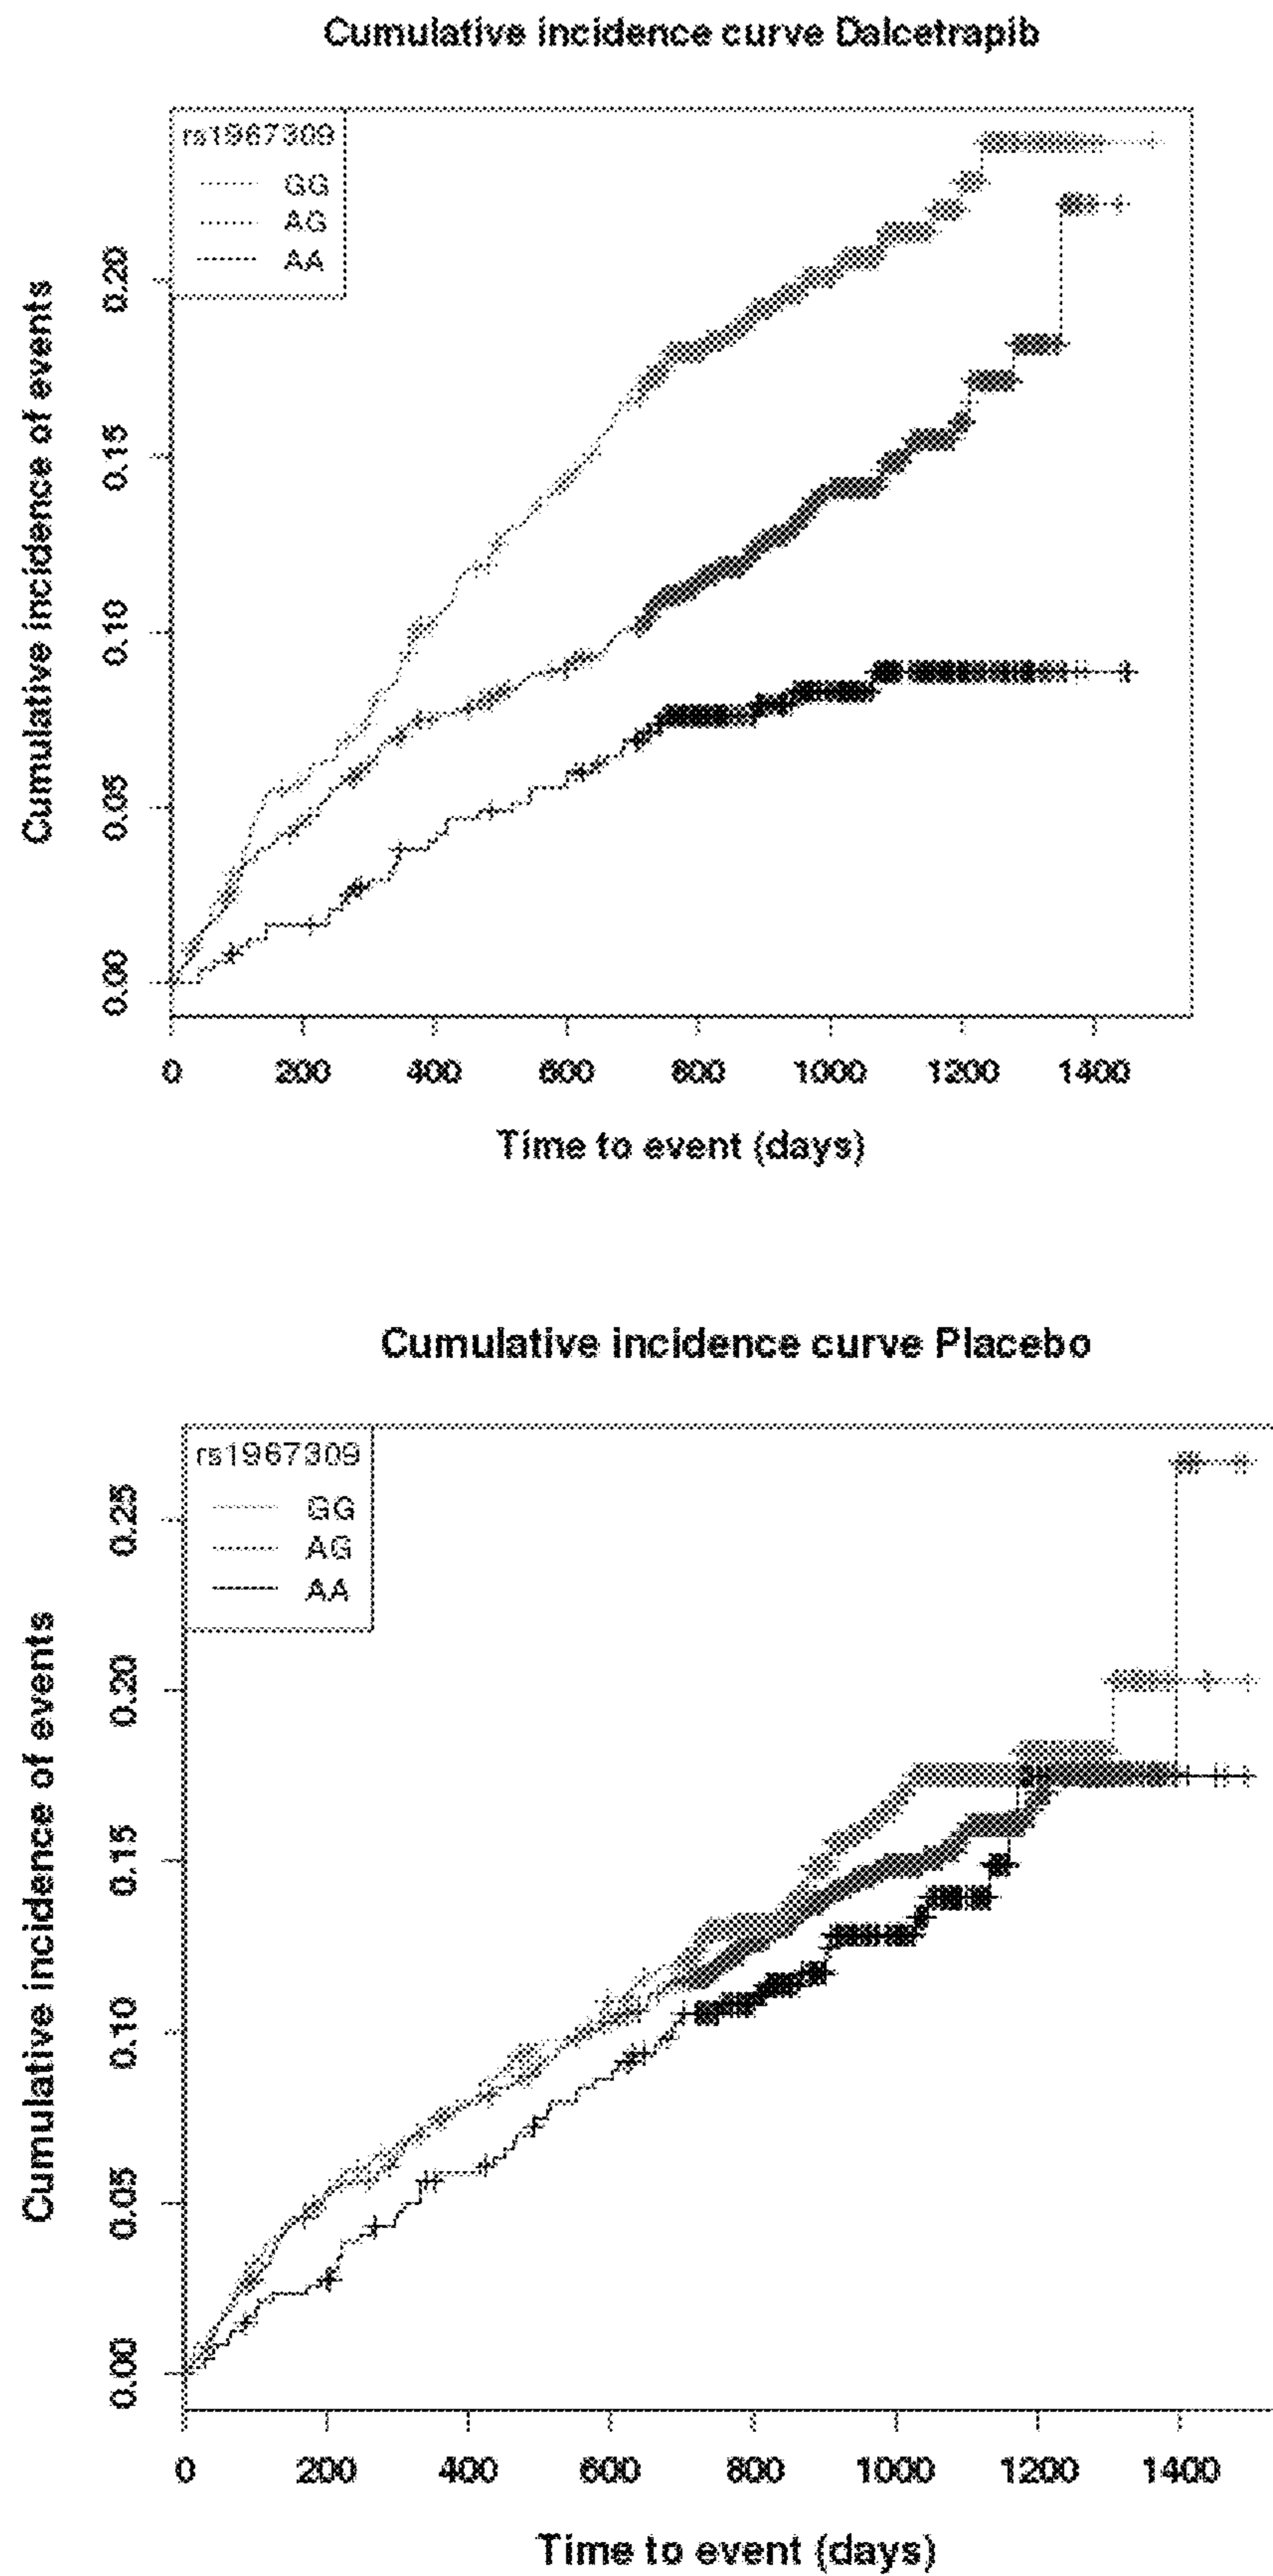 Cumulative incidence curve Dalcetrapib
rs1967309
GG
AG
AA
Cumulative incidence of events
0.20
0.15
0.10
0.05
0.00
0 200 400 600 800 1000 1200 1400
Time to event (days)
Cumulative incidence curve Placebo
rs1967309
GG
AG
AA
Cumulative incidence of events
0.25
0.20
0.15
0.10
0.05
0.00
0 200 400 600 800 1000 1200 1400
Time to event (days)